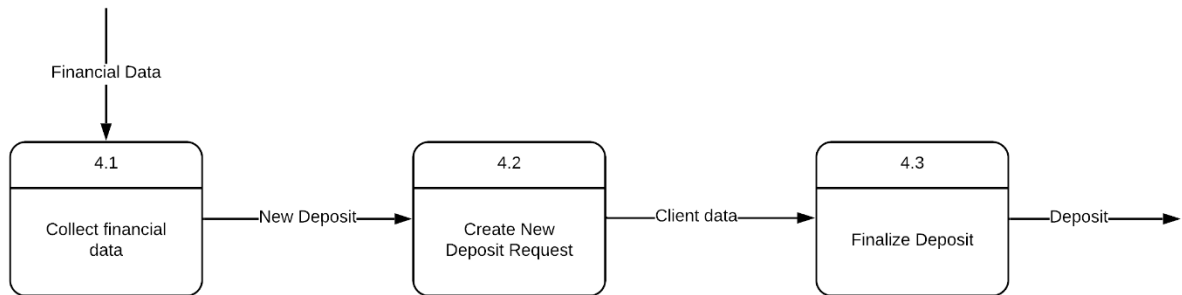 Financial Data
4.1
Collect financial
data
New Deposit
4.2
Create New
Deposit Request
Client data
4.3
Finalize Deposit
Deposit